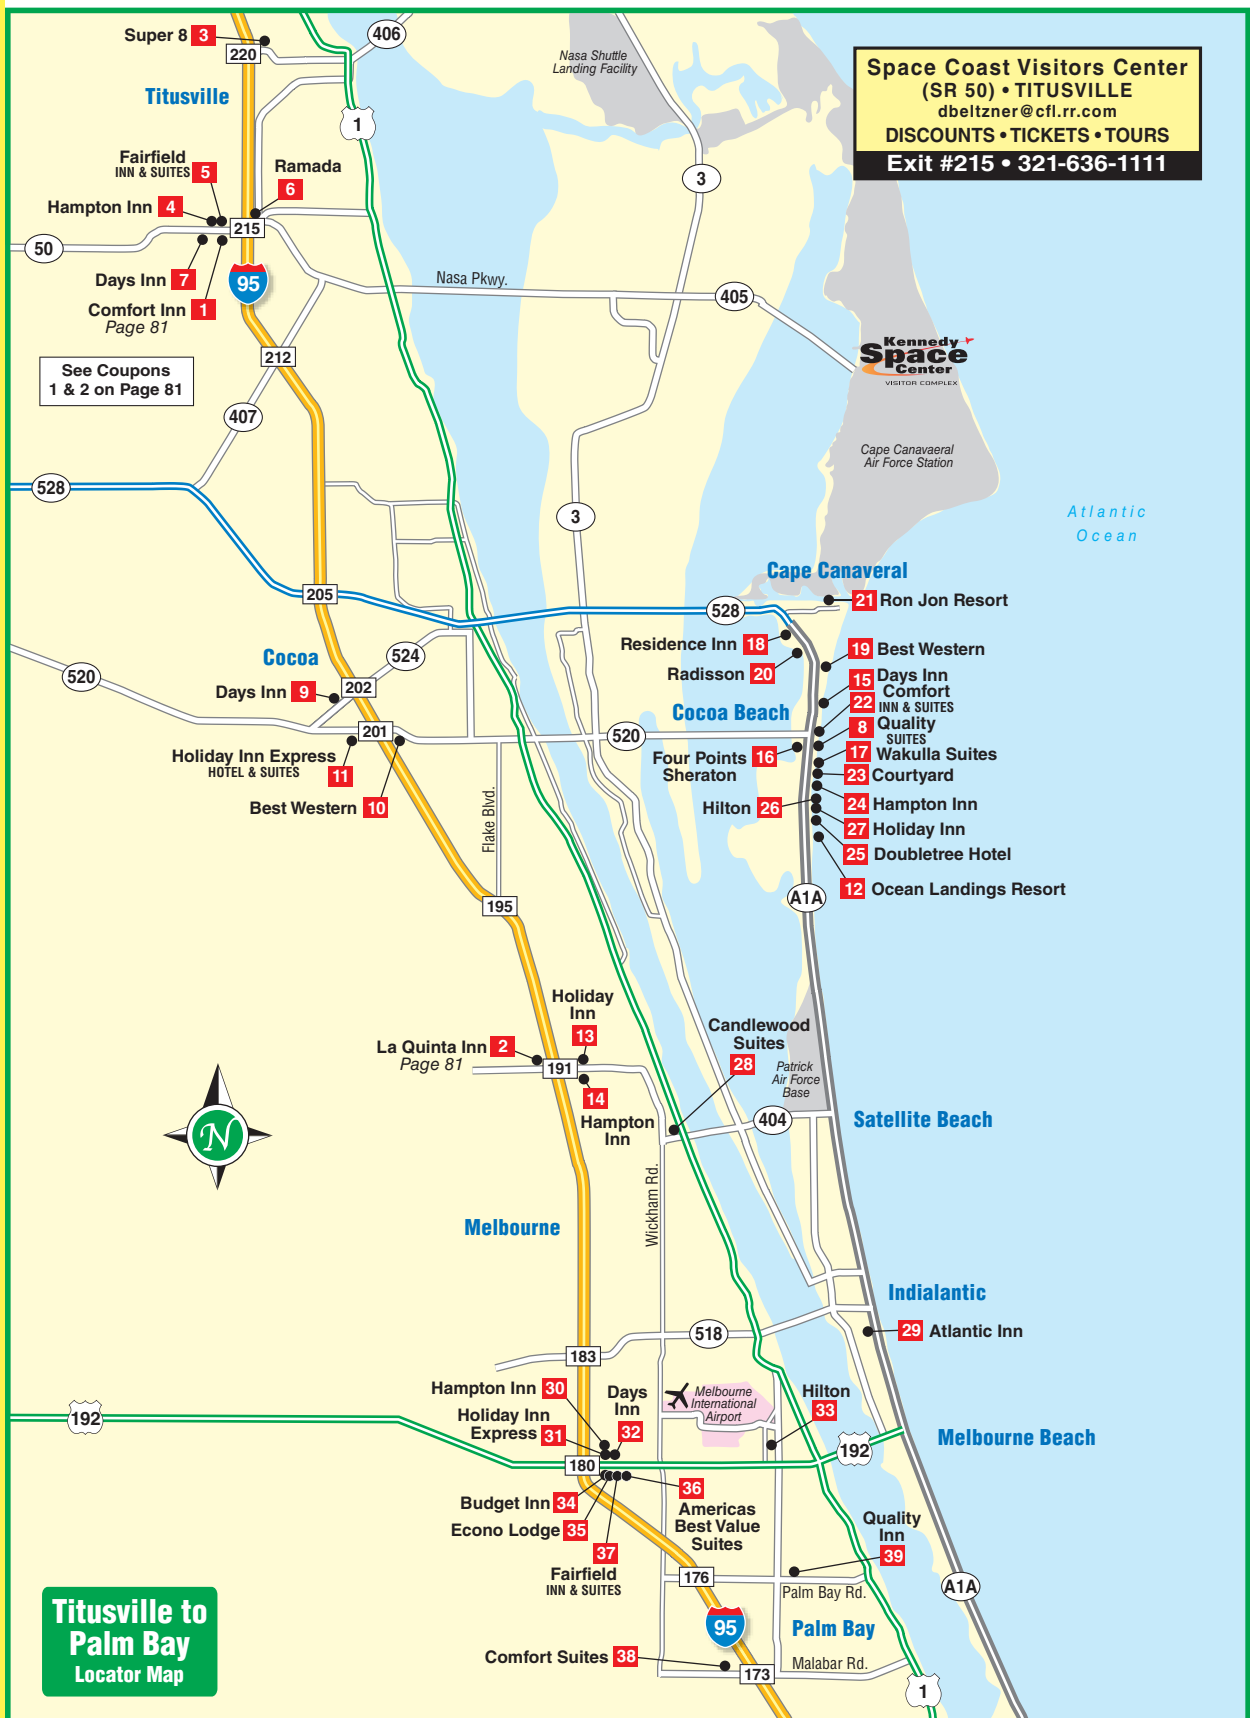 Super 8 3
220
406
Titusville
1
Nasa Shuttle
Landing Facility
Space Coast Visitors Center
(SR 50) • TITUSVILLE
dbeltzner@cfl.rr.com
DISCOUNTS • TICKETS • TOURS
Exit #215 • 321-636-1111
Fairfield
INN & SUITES 5
Ramada
6
3
Hampton Inn 4
215
50
Days Inn 7
95
Comfort Inn 1
Page 81
Nasa Pkwy.
405
See Coupons
1 & 2 on Page 81
212
407
Kennedy
Space
Center
VISITOR COMPLEX
Cape Canavaeral
Air Force Station
528
3
Atlantic
Ocean
205
Cape Canaveral
528
21 Ron Jon Resort
Cocoa
524
520
Days Inn 9
202
201
Holiday Inn Express
HOTEL & SUITES
11
Best Western 10
Residence Inn 18
Radisson 20
Cocoa Beach
520
19 Best Western
15 Days Inn
22 Comfort
INN & SUITES
8 Quality
SUITES
17 Wakulla Suites
Four Points
Sheraton
16
23 Courtyard
Hilton 26
24 Hampton Inn
27 Holiday Inn
25 Doubletree Hotel
12 Ocean Landings Resort
Flake Blvd.
A1A
195
Holiday
Inn
13
La Quinta Inn 2
Page 81
191
14
Hampton
Inn
Candlewood
Suites
28
Patrick
Air Force
Base
404
Satellite Beach
N
Wickham Rd.
Melbourne
Indialantic
518
29 Atlantic Inn
183
Hampton Inn 30
Days
Inn
32
Holiday Inn
Express 31
Melbourne
International
Airport
Hilton
33
192
180
192
Melbourne Beach
Budget Inn 34
Econo Lodge 35
37
Fairfield
INN & SUITES
36
Americas
Best Value
Suites
Quality
Inn
39
176
Palm Bay Rd.
A1A
95
Palm Bay
Comfort Suites 38
173
Malabar Rd.
1
Titusville to
Palm Bay
Locator Map